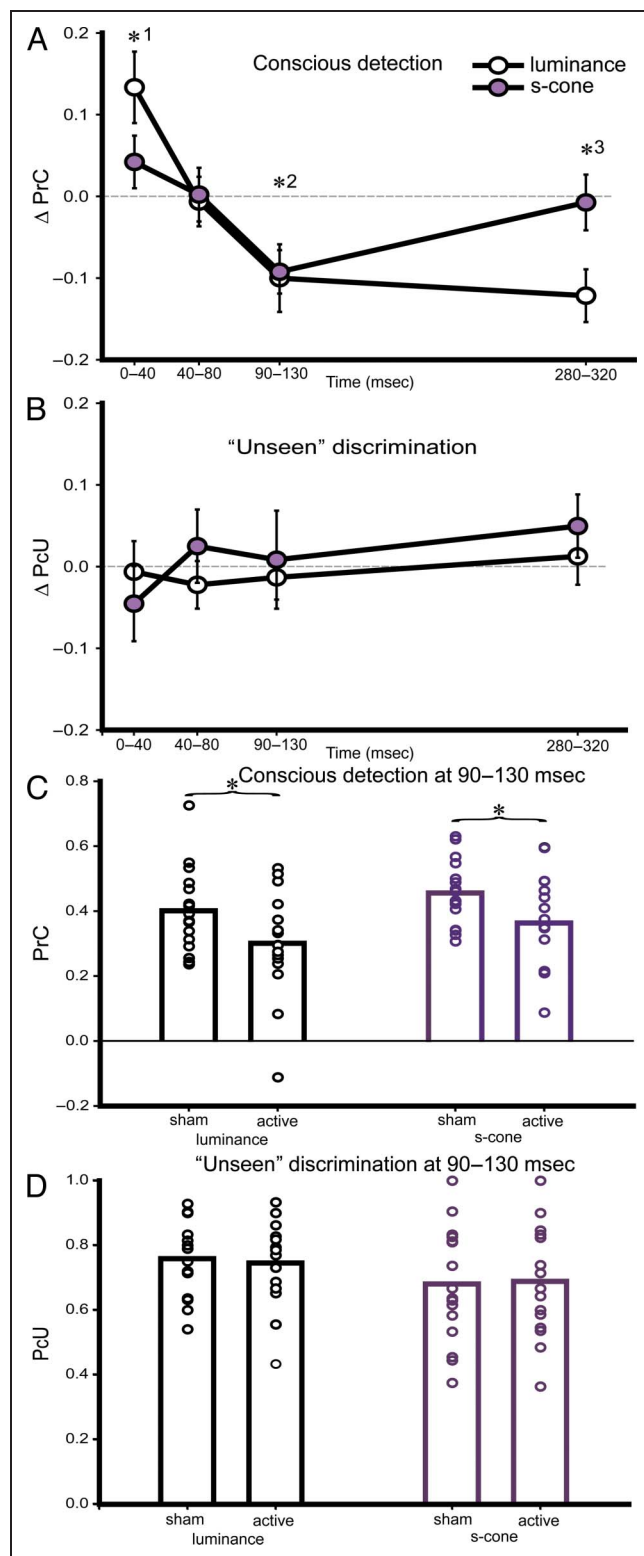 A
0.2
0.1
0.0
–0.1
–0.2
Δ PrC
*1
Conscious detection
luminance
s-cone
*2
*3
0–40
40–80
90–130
Time (msec)
280–320
B
0.2
0.1
0.0
–0.1
–0.2
Δ PcU
“Unseen” discrimination
0–40
40–80
90–130
Time (msec)
280–320
C
Conscious detection at 90–130 msec
0.8
0.6
0.4
0.2
0.0
–0.2
PrC
*
*
sham
active
sham
active
luminance
s-cone
D
“Unseen” discrimination at 90–130 msec
1.0
0.8
0.6
0.4
0.2
0.0
PcU
sham
active
sham
active
luminance
s-cone